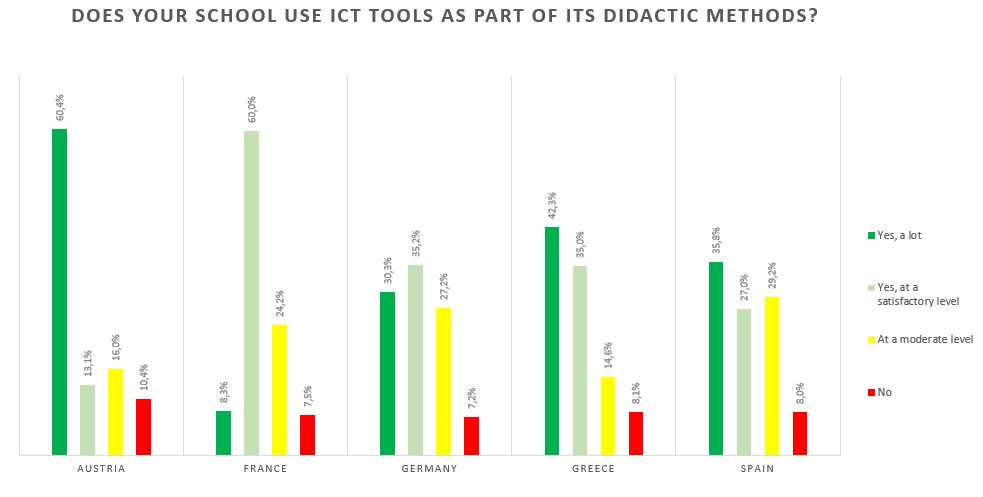 DOES YOUR SCHOOL USE ICT TOOLS AS PART OF ITS DIDACTIC METHODS?
60,4%
13,1%
16,0%
10,4%
8,3%
60,0%
24,2%
7,5%
30,3%
35,2%
27,2%
7,2%
42,3%
35,0%
14,6%
8,1%
35,8%
27,0%
29,2%
8,0%
AUSTRIA
FRANCE
GERMANY
GREECE
SPAIN
Yes, a lot
Yes, at a
satisfactory level
At a moderate level
No